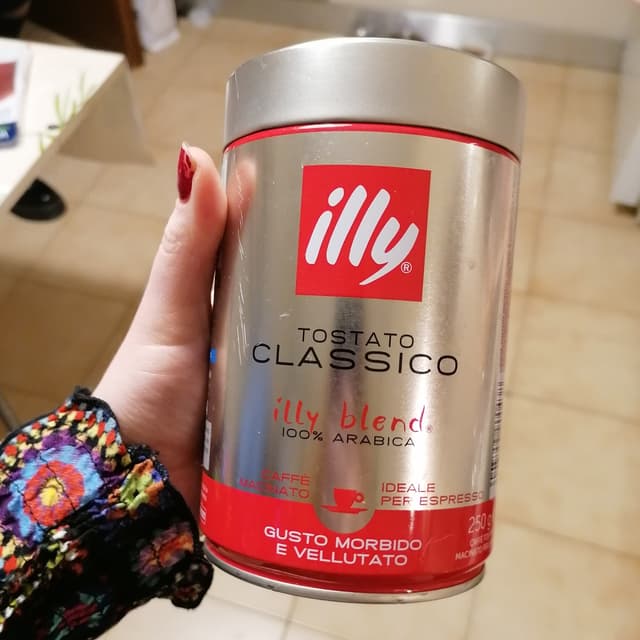 illy®
TOSTATO
CLASSICO
illy blend.
100% ARABICA
CAFFÈ
MACINATO
IDEALE
PER ESPRESSO
GUSTO MORBIDO
E VELLUTATO
250 g